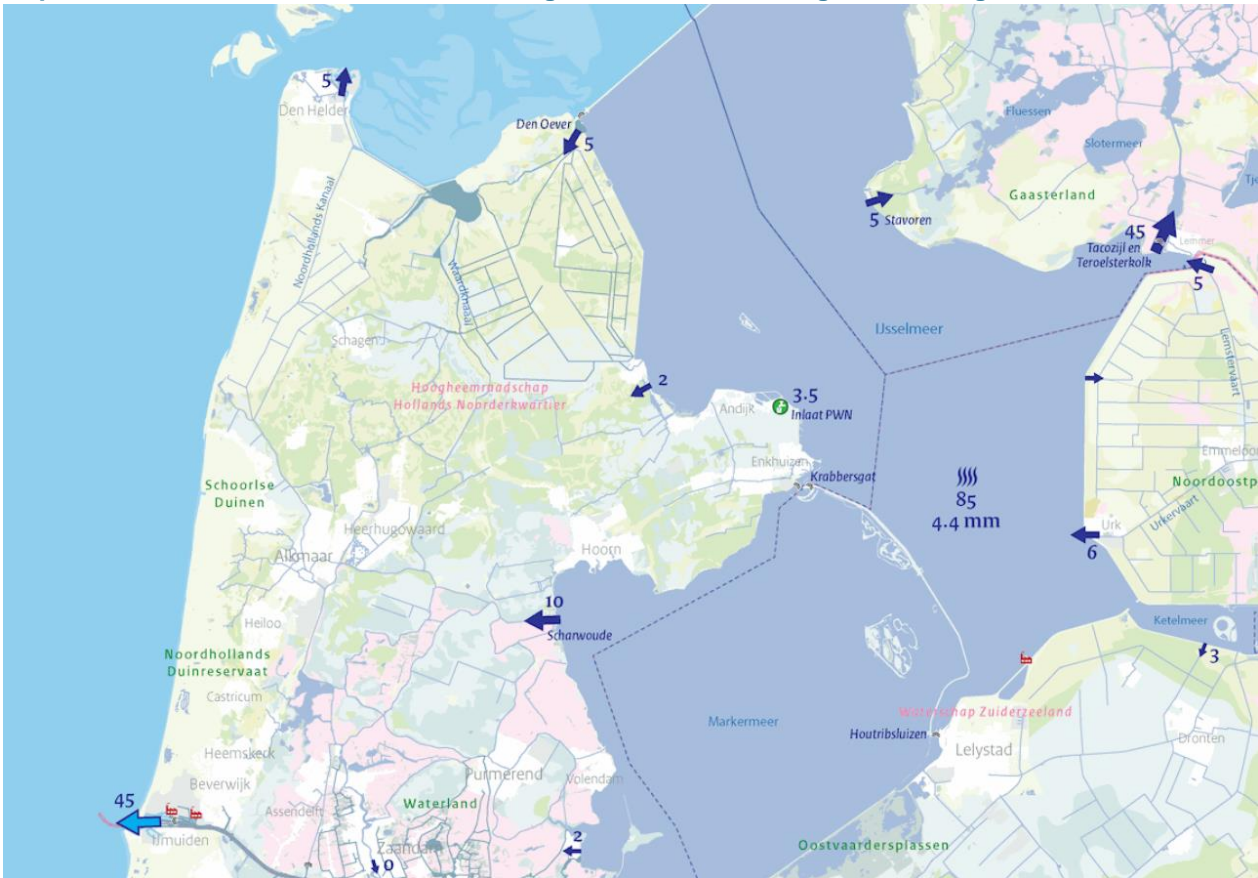 5
Den Helder
Den Oever
5
Fluessen
Slotermeer
Gaasterland
5 Stavoren
45
Tacozijl en
Teroelsterkolk
Lemmer
5
Noordhollands Kanaal
Waardkanaal
IJsselmeer
Lemstervaart
Schagen
Hoogheemraadschap
Hollands Noorderkwartier
2
Andijk
3.5
Inlaat PWN
Enkhuizen
Krabbersgat
Schoorlse
Duinen
85
4.4 mm
Urk
Urkervaart
6
Heerhugowaard
Alkmaar
Hoorn
10
Scharwoude
Heiloo
Ketelmeer
3
Noordhollands
Duinreservaat
Castricum
Markermeer
Waterschap Zuiderzeeland
Houtribsluizen
Lelystad
Dronten
Heemskerk
Beverwijk
Purmerend
Volendam
45
Assendelft
Waterland
IJmuiden
Zaandam
2
0
Oostvaardersplassen